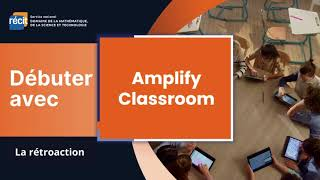 récit
Service national
DOMAINE DE LA MATHÉMATIQUE,
DE LA SCIENCE ET TECHNOLOGIE
Débuter
avec
Amplify
Classroom
La rétroaction